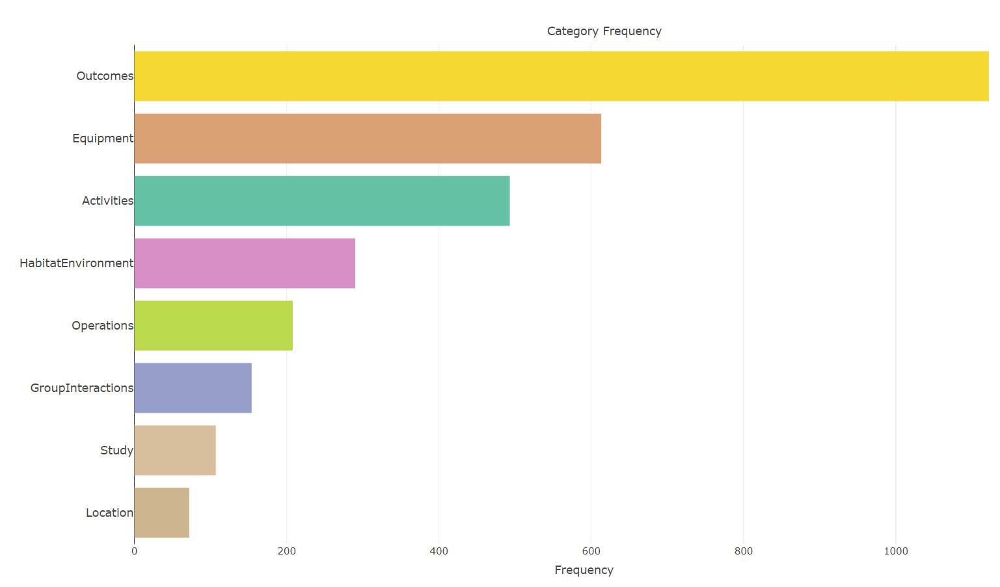 Category Frequency
Outcomes
Equipment
Activities
HabitatEnvironment
Operations
GroupInteractions
Study
Location
0 200 400 600 800 1000
Frequency